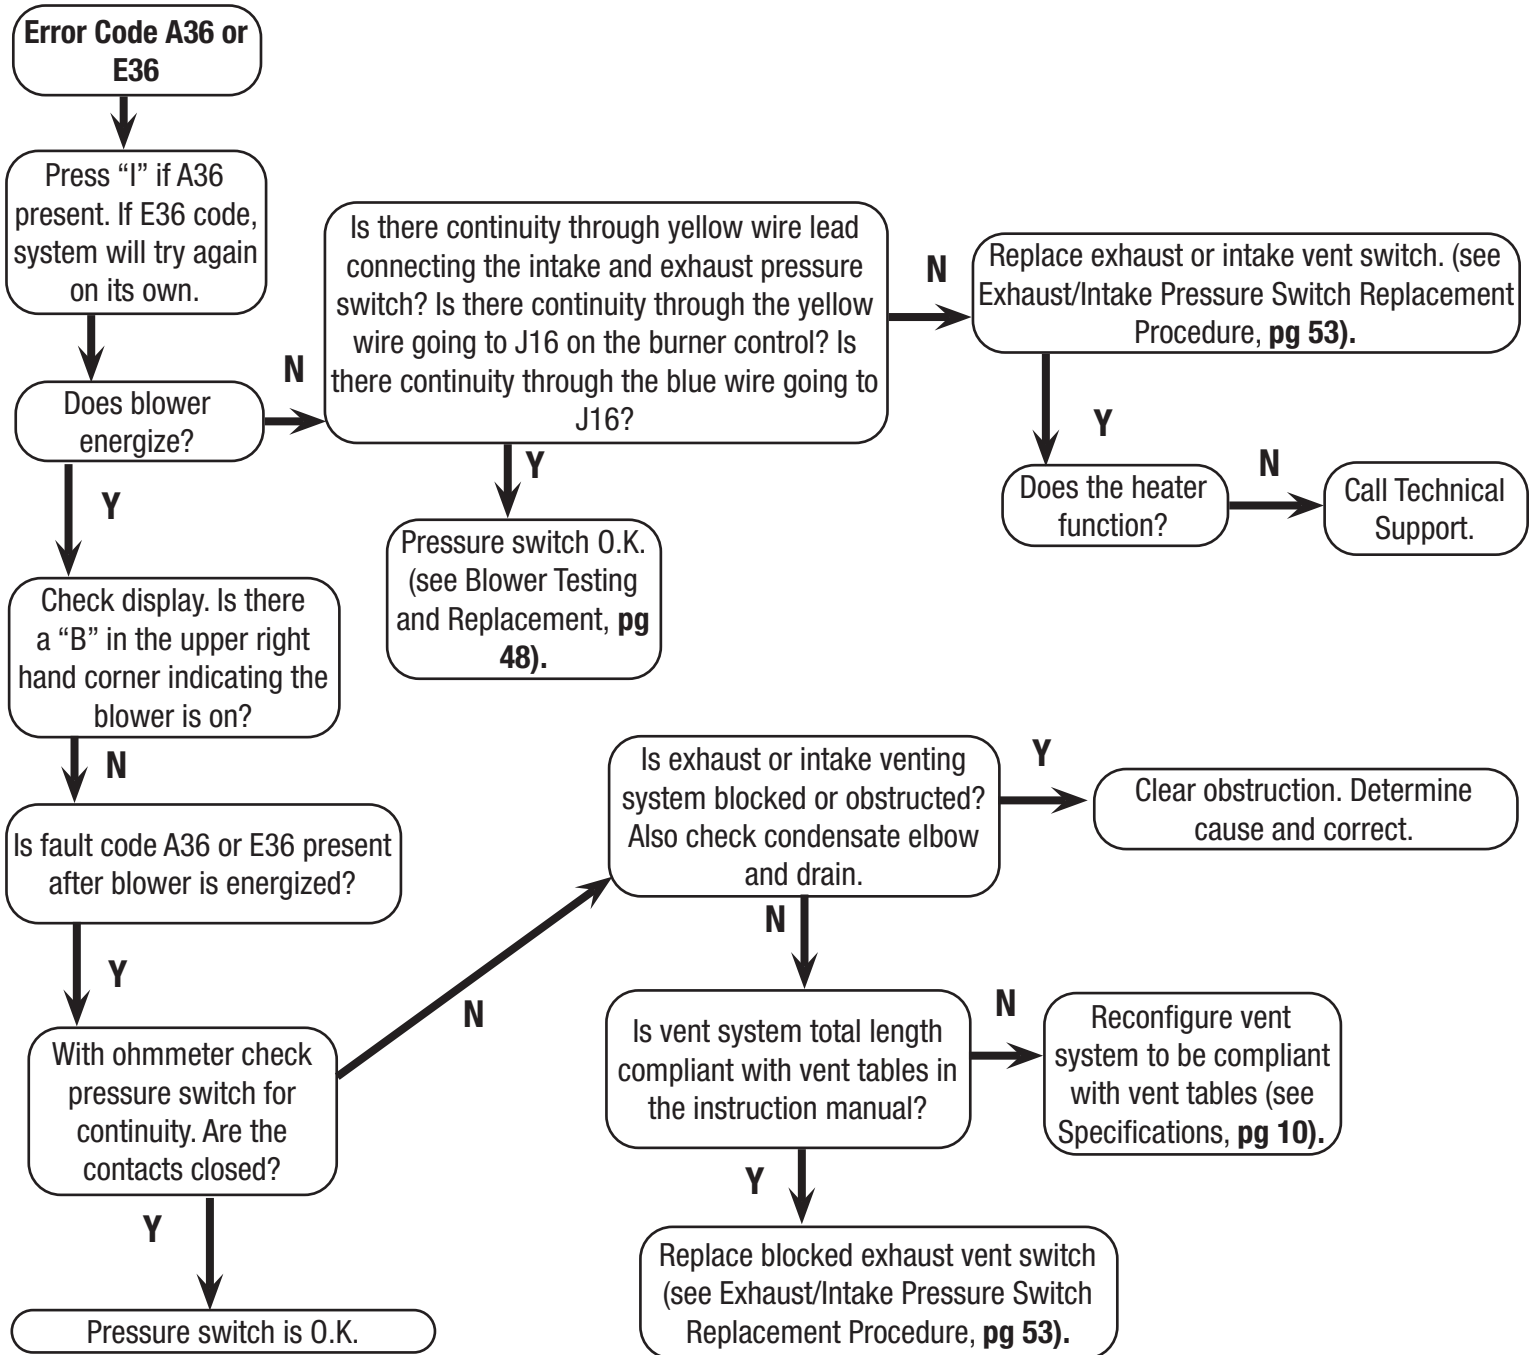 Error Code A36 or
E36
Press “I” if A36
present. If E36 code,
system will try again
on its own.
Does blower
energize?
N
Is there continuity through yellow wire lead
connecting the intake and exhaust pressure
switch? Is there continuity through the yellow
wire going to J16 on the burner control? Is
there continuity through the blue wire going to
J16?
N
Replace exhaust or intake vent switch. (see
Exhaust/Intake Pressure Switch Replacement
Procedure, pg 53).
Y
Does the heater
function?
N
Call Technical
Support.
Y
Pressure switch O.K.
(see Blower Testing
and Replacement, pg
48).
Y
Check display. Is there
a “B” in the upper right
hand corner indicating the
blower is on?
N
Is fault code A36 or E36 present
after blower is energized?
Y
With ohmmeter check
pressure switch for
continuity. Are the
contacts closed?
Y
Pressure switch is O.K.
N
Is exhaust or intake venting
system blocked or obstructed?
Also check condensate elbow
and drain.
Y
Clear obstruction. Determine
cause and correct.
N
Is vent system total length
compliant with vent tables in
the instruction manual?
N
Reconfigure vent
system to be compliant
with vent tables (see
Specifications, pg 10).
Y
Replace blocked exhaust vent switch
(see Exhaust/Intake Pressure Switch
Replacement Procedure, pg 53).